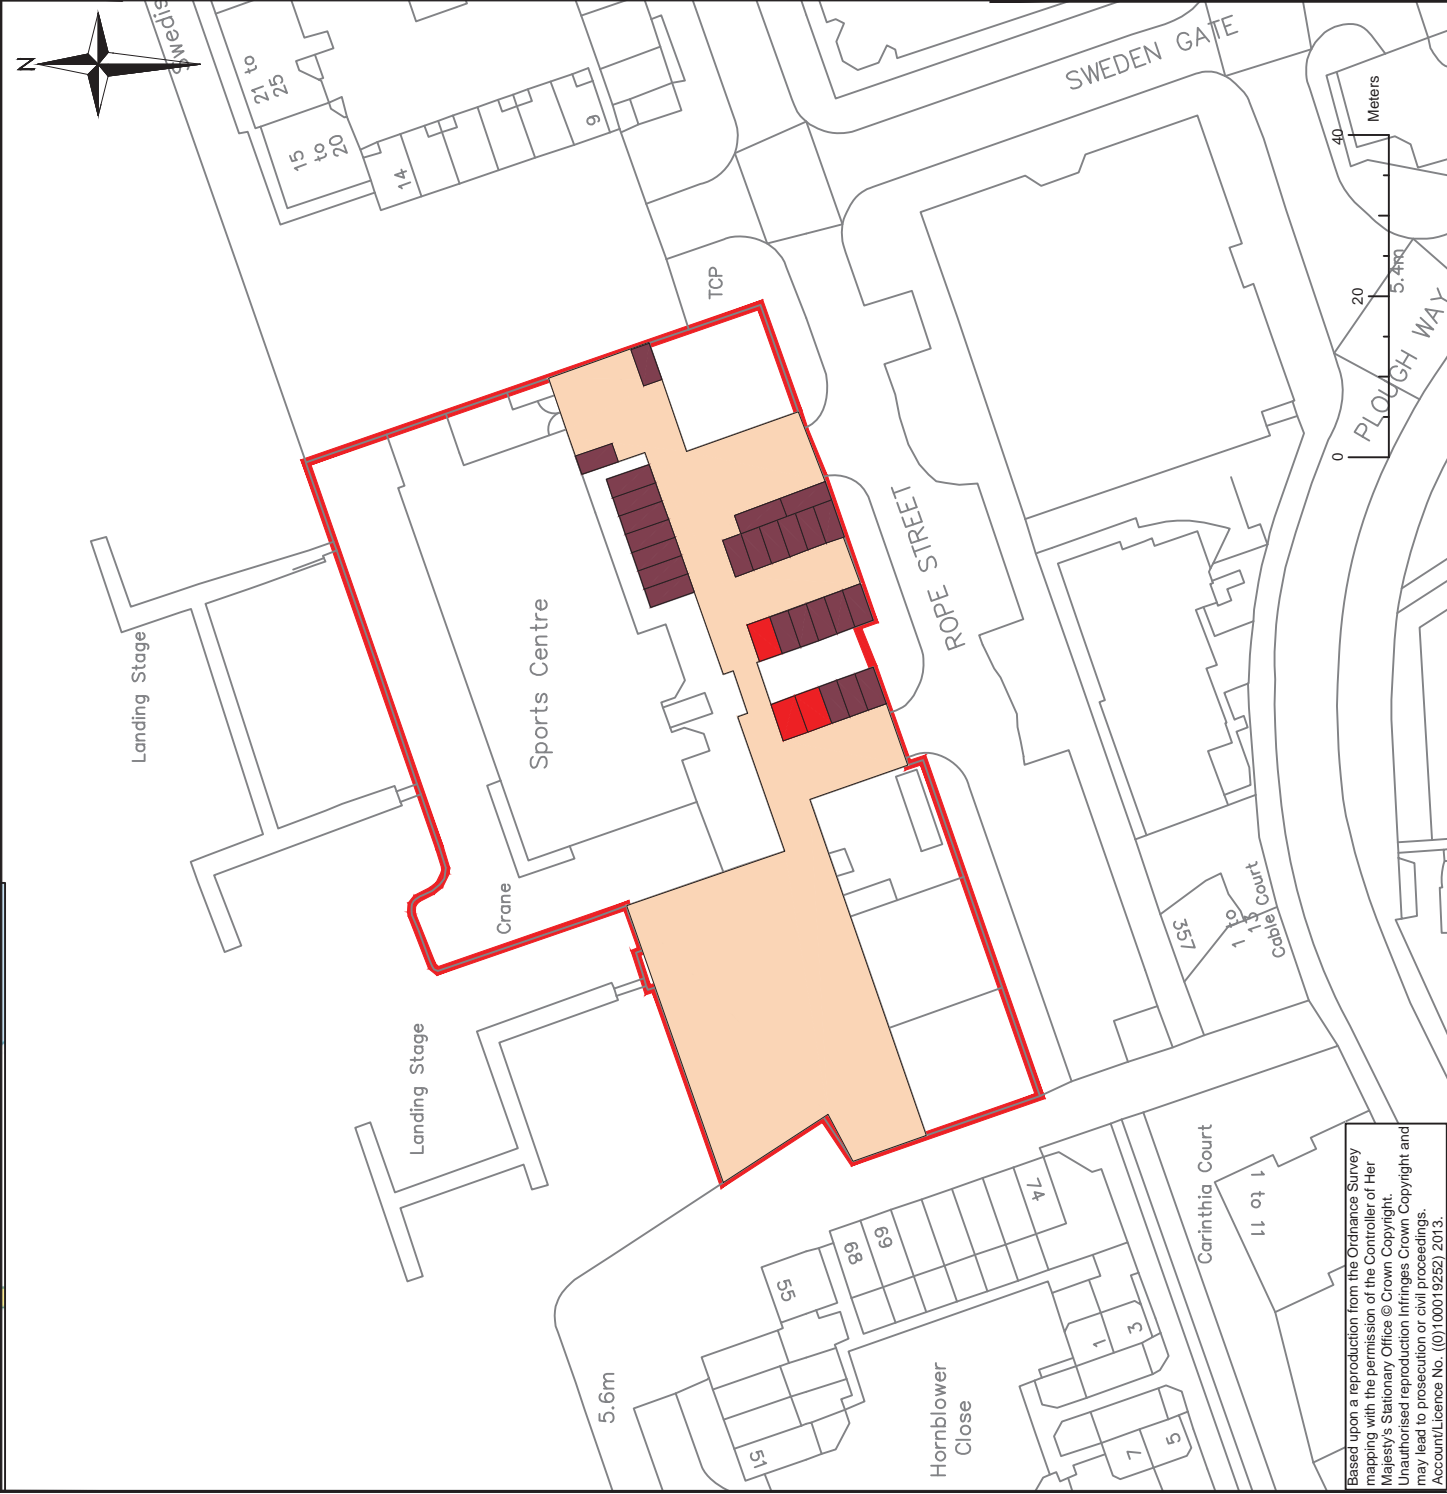 N
Swedis
21 to
25
15
to
20
14
9
SWEDEN GATE
TCP
Meters
40
20
0
5.4m
PLOUGH WAY
ROPE STREET
Landing Stage
Sports Centre
Crane
Landing Stage
357
1 to
13
Cable Court
Carinthia Court
1 to 11
74
69
68
55
51
5.6m
Hornblower
Close
1
3
5
7
Based upon a reproduction from the Ordnance Survey
mapping with the permission of the Controller of Her
Majesty's Stationary Office © Crown Copyright.
Unauthorised reproduction Infringes Crown Copyright and
may lead to prosecution or civil proceedings.
Account/Licence No. ((0)100019252) 2013.